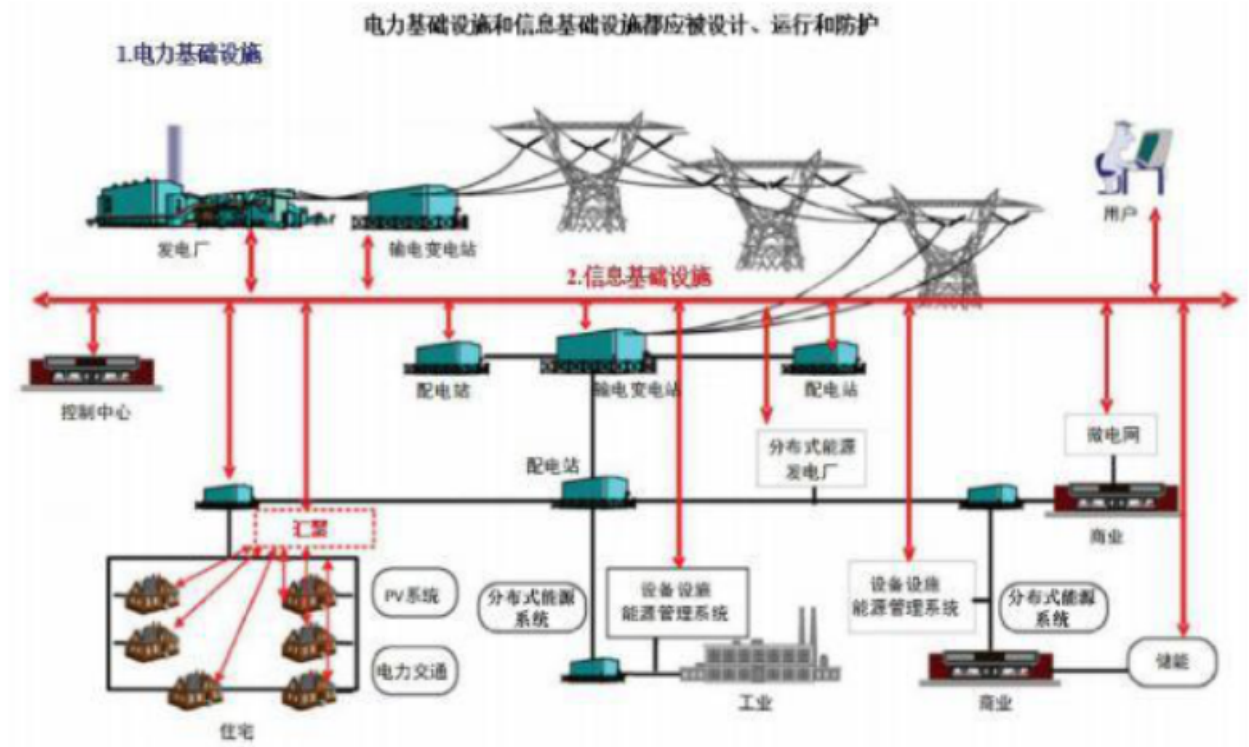 电力基础设施和信息基础设施都应被设计、运行和防护
1.电力基础设施
发电厂
输电变电站
用户
2.信息基础设施
控制中心
配电站
输电变电站
配电站
分布式能源
发电厂
微电网
配电站
商业
汇聚
PV系统
电力交通
住宅
分布式能源
系统
设备设施
能源管理系统
工业
设备设施
能源管理系统
分布式能源
系统
商业
储能